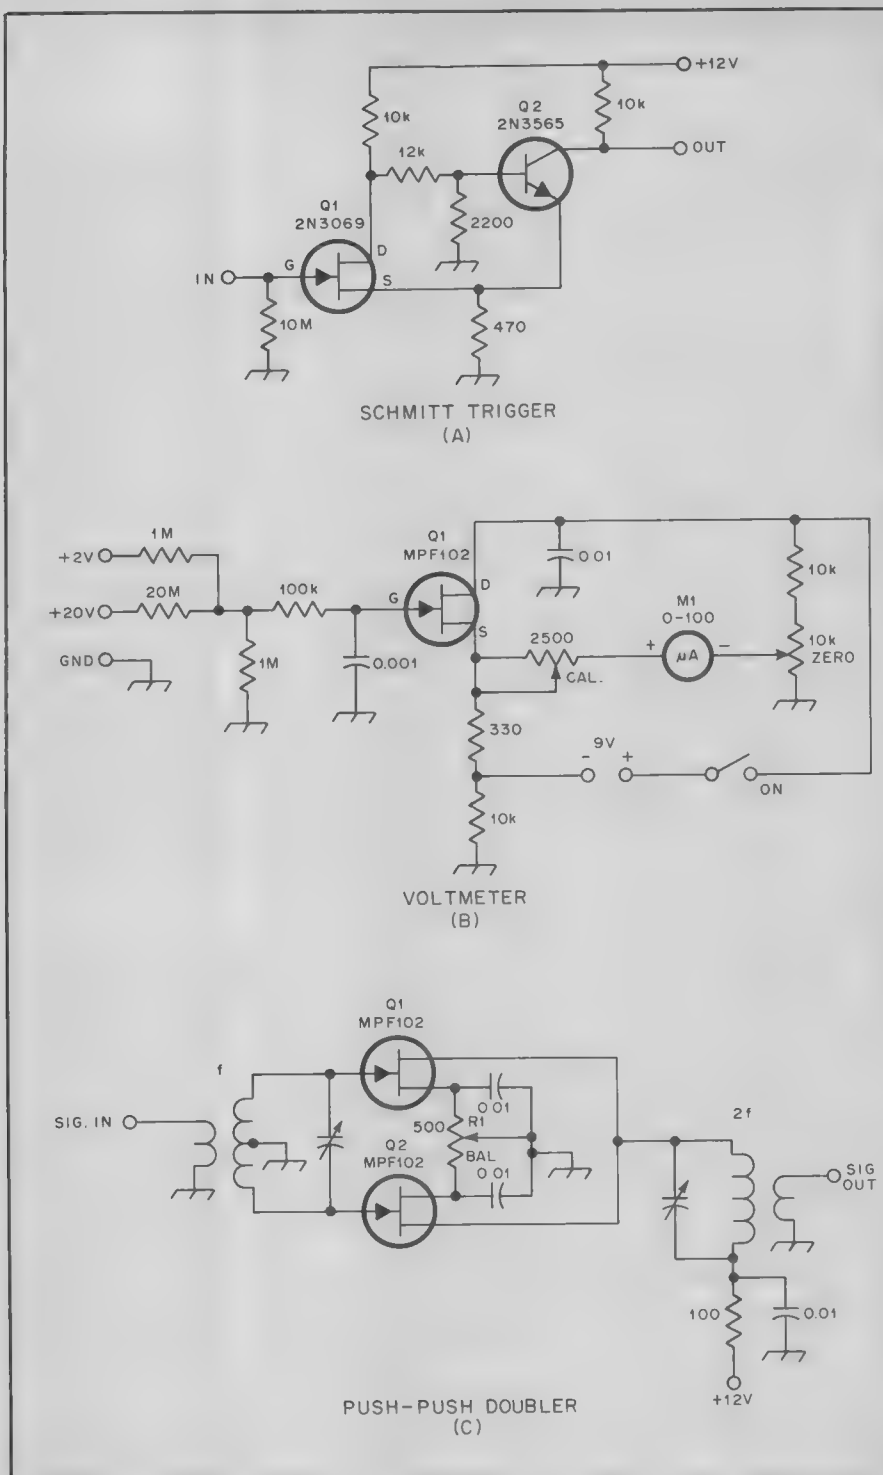 +12V
Q2
2N3565
10k
10k
12k
OUT
Q1
2N3069
2200
D
G
S
IN
10M
470
SCHMITT TRIGGER
(A)
1M
Q1
MPF102
+2V
0.01
10k
D
20M
100k
G
M1
0-100
+20V
S
2500
+
μA
-
10k
ZERO
GND
1M
0.001
CAL.
330
9V
- +
ON
10k
VOLTMETER
(B)
Q1
MPF102
f
0.01
2f
SIG. IN
500
R1
SIG
OUT
Q2
MPF102
BAL
0.01
100
0.01
+12V
PUSH-PUSH DOUBLER
(C)